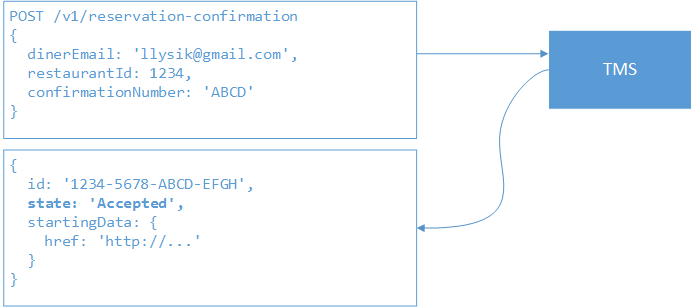 POST /v1/reservation-confirmation
{
  dinerEmail: 'llysik@gmail.com',
  restaurantId: 1234,
  confirmationNumber: 'ABCD'
}
TMS
{
  id: '1234-5678-ABCD-EFGH',
  state: 'Accepted',
  startingData: {
    href: 'http://...'
  }
}